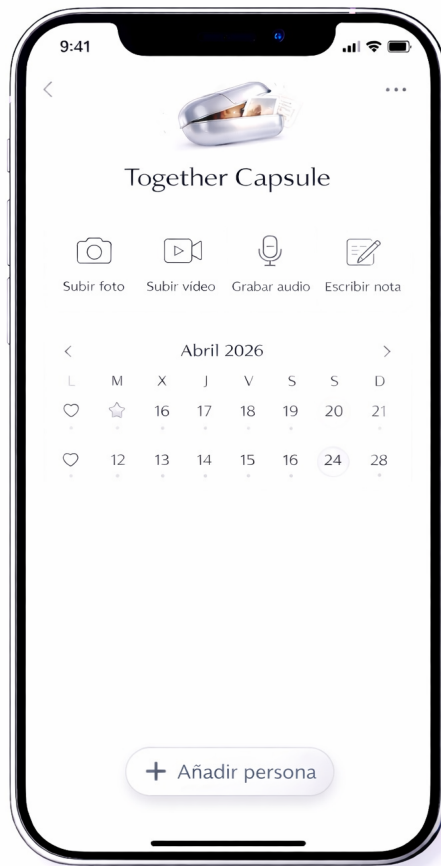 9:41
Together Capsule
Subir foto Subir vídeo Grabar audio Escribir nota
Abril 2026
L M X J V S S D
16 17 18 19 20 21
12 13 14 15 16 24 28
+ Añadir persona